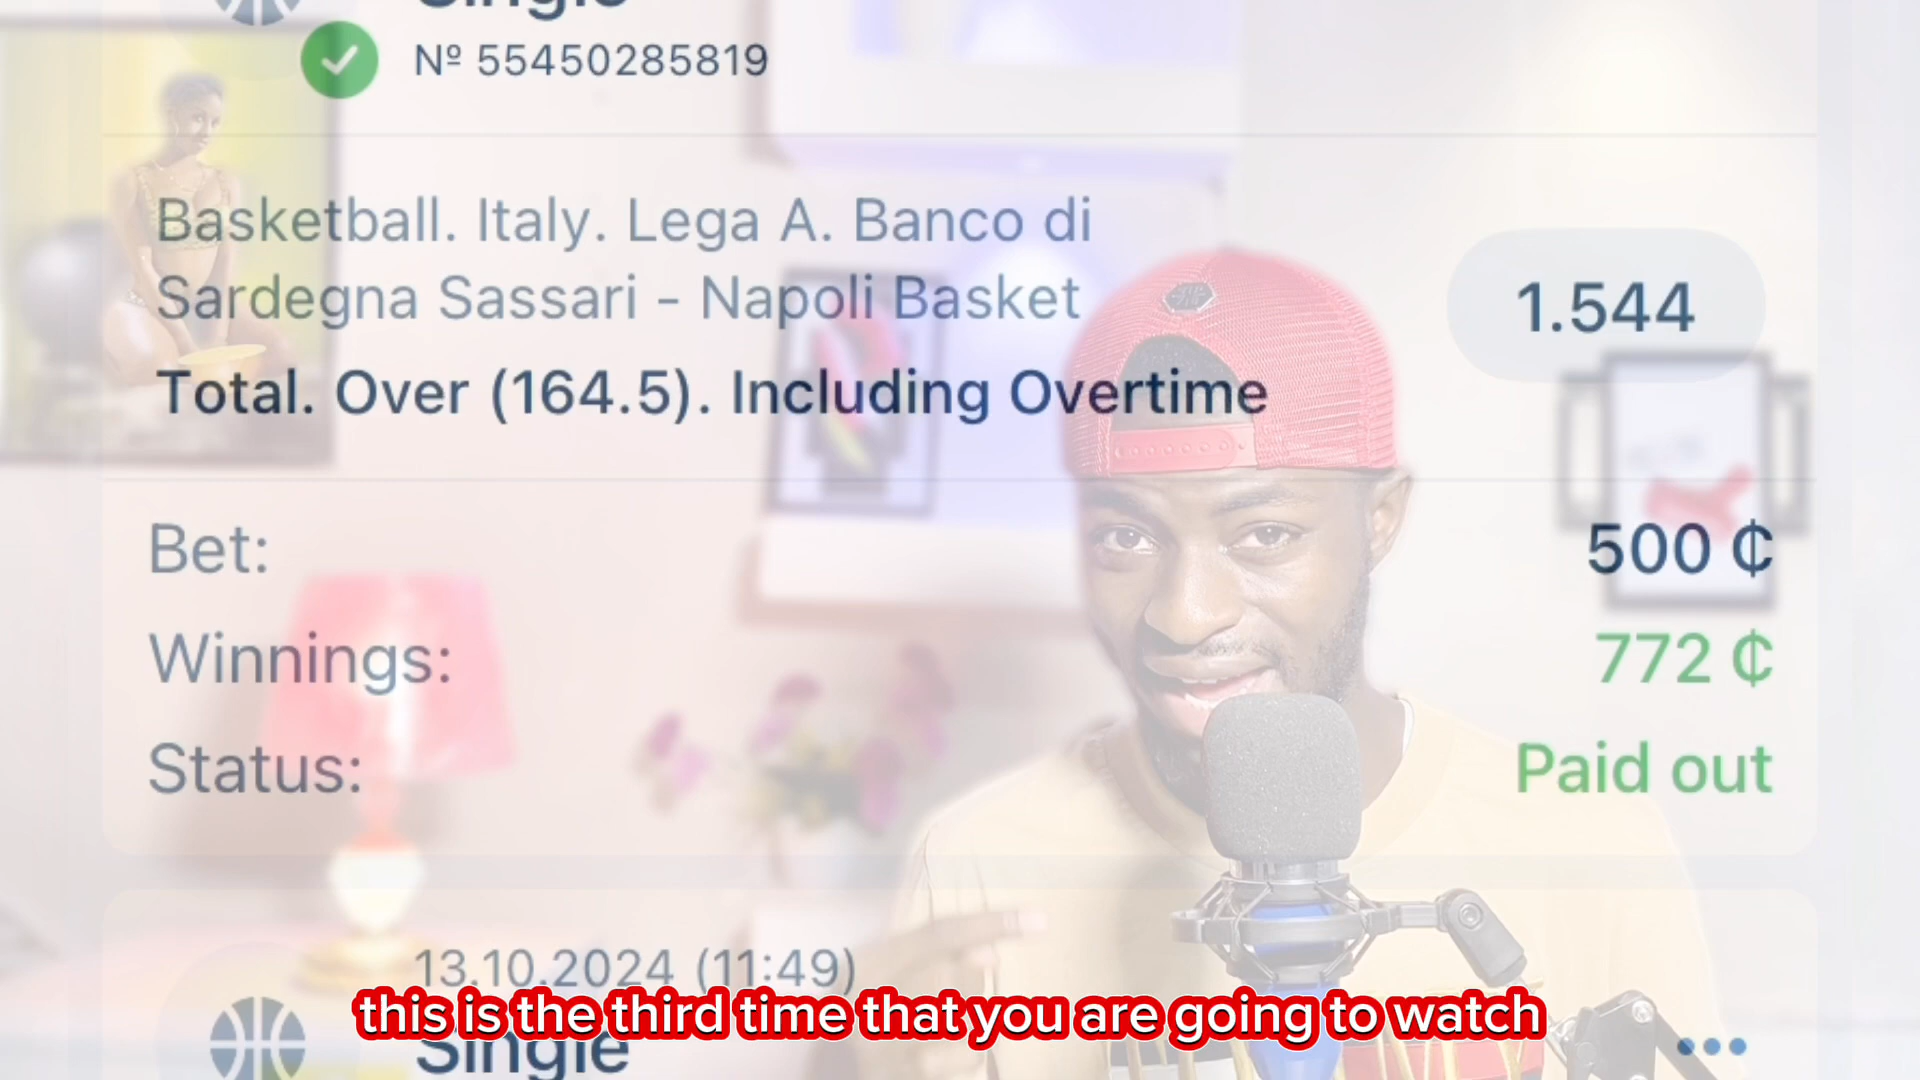 Single
Nº 55450285819
Basketball. Italy. Lega A. Banco di
Sardegna Sassari - Napoli Basket
1.544
Total. Over (164.5). Including Overtime
Bet:
500 ₵
Winnings:
772 ₵
Status:
Paid out
13.10.2024 (11:49)
this is the third time that you are going to watch
Single